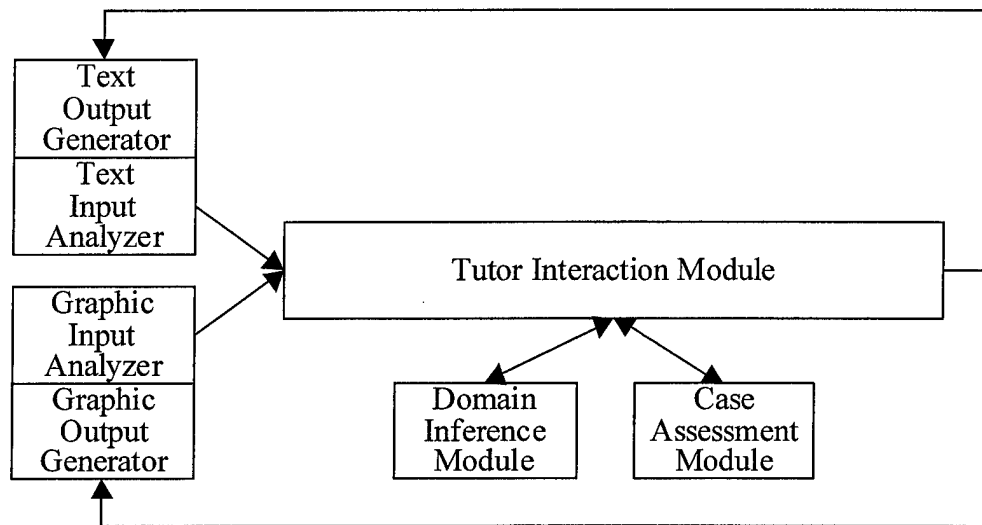 Text
Output
Generator
Text
Input
Analyzer
Graphic
Input
Analyzer
Graphic
Output
Generator
Tutor Interaction Module
Domain
Inference
Module
Case
Assessment
Module